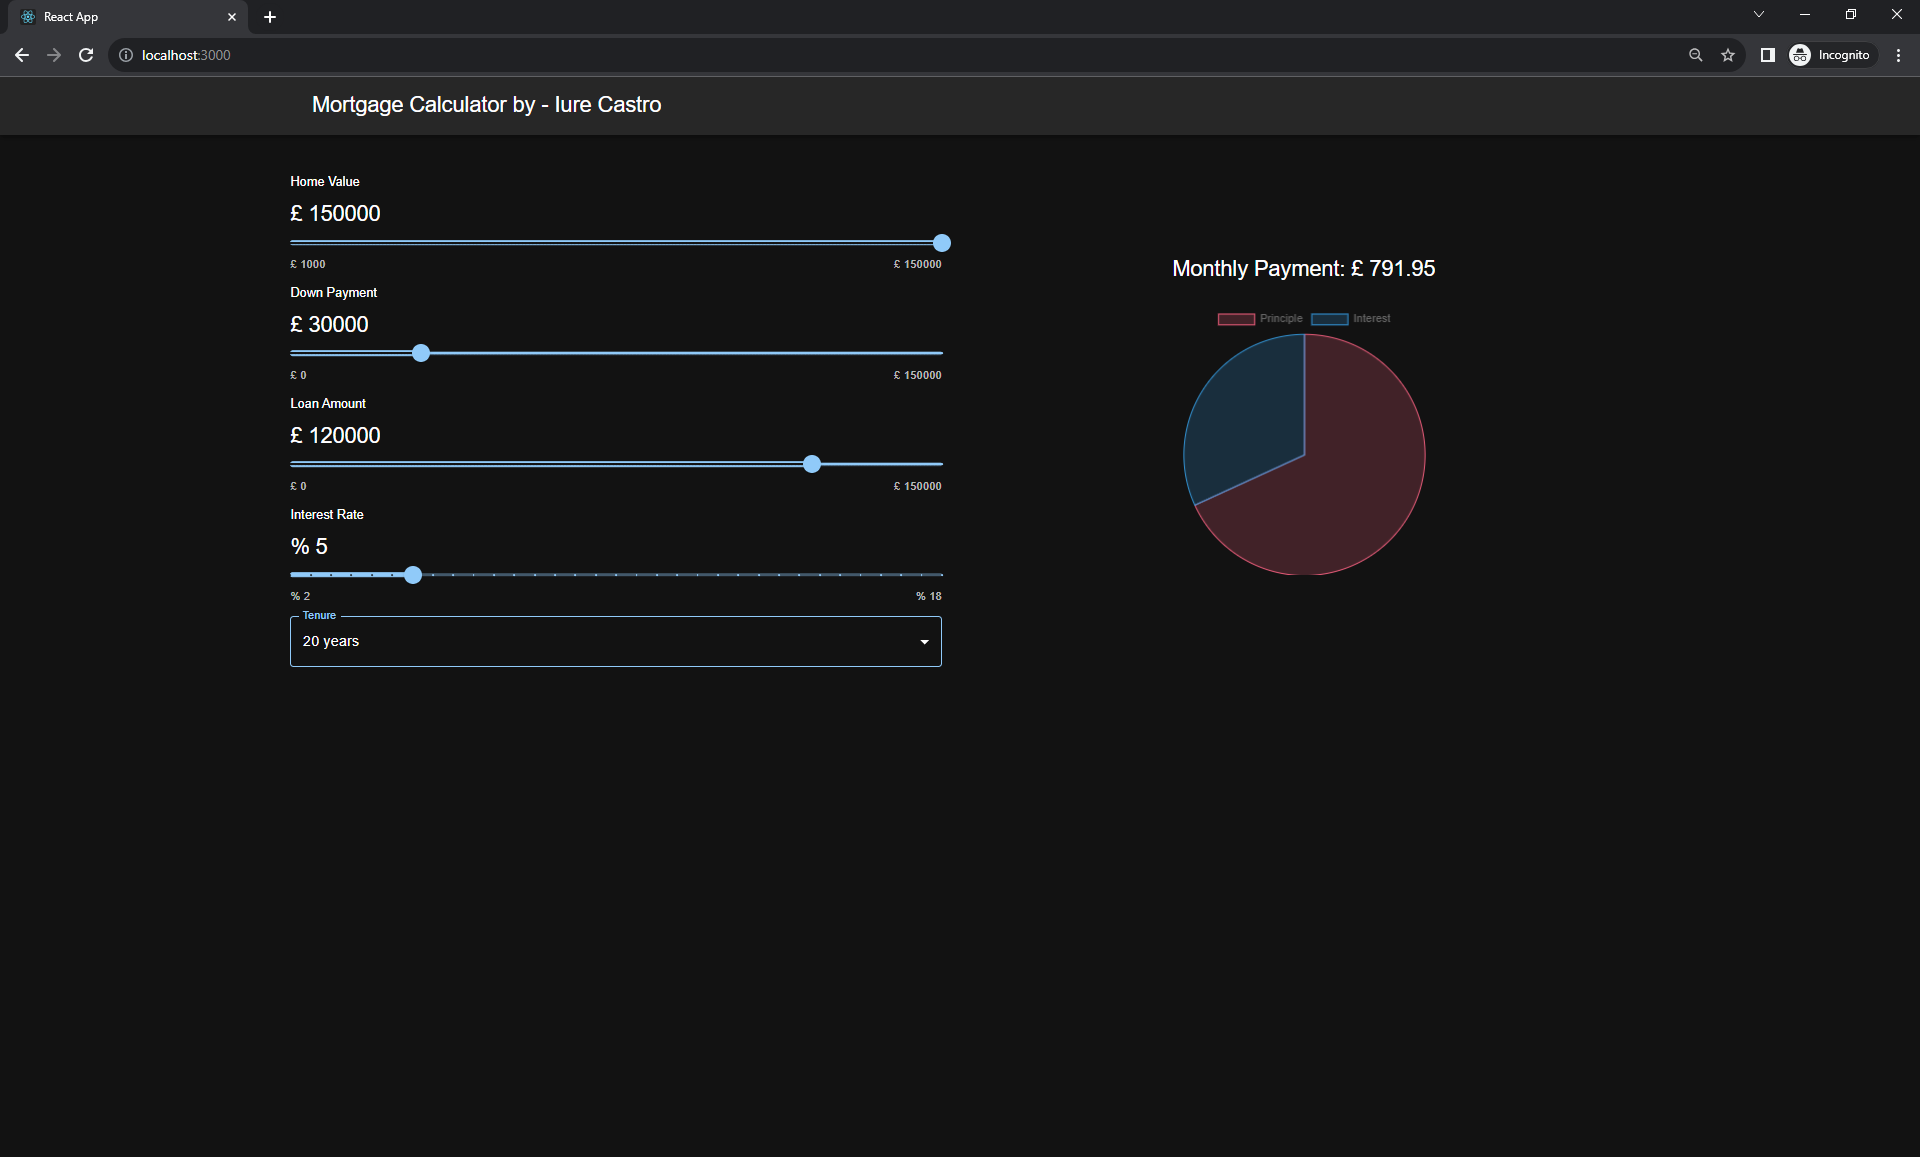 React App
localhost:3000
Incognito
Mortgage Calculator by - Iure Castro
Home Value
£ 150000
£ 1000 £ 150000
Down Payment
£ 30000
£ 0 £ 150000
Loan Amount
£ 120000
£ 0 £ 150000
Interest Rate
% 5
% 2 % 18
Tenure
20 years
Monthly Payment: £ 791.95
Principle Interest